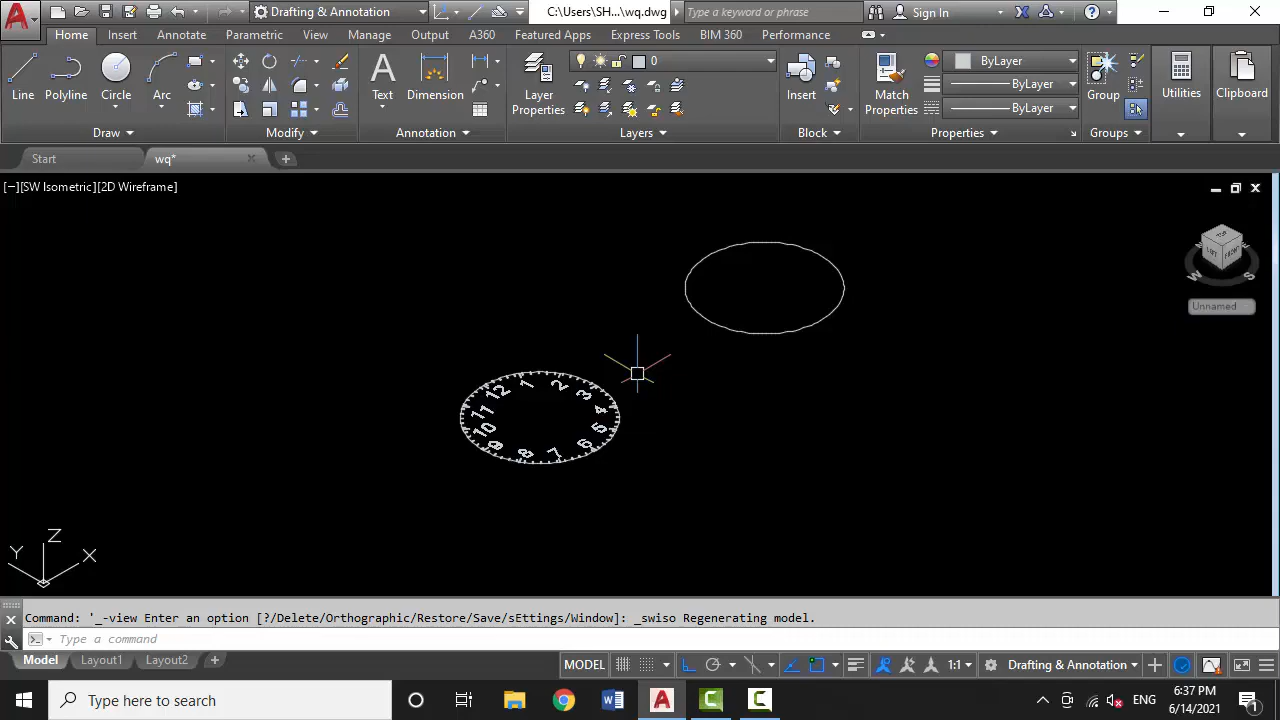 C:\Users\SH...\wq.dwg
Drafting & Annotation
Type a keyword or phrase
Sign In
Home Insert Annotate Parametric View Manage Output A360 Featured Apps Express Tools BIM 360 Performance
Line Polyline Circle Arc
Text Dimension
Layer Properties
0
Insert
Match Properties
ByLayer
ByLayer
ByLayer
Group
Utilities
Clipboard
Draw Modify Annotation Layers Block Properties Groups
Start wq*
[−][SW Isometric][2D Wireframe]
TOP
LEFT FRONT
W S
Unnamed
12 1 2 3 4 5 6 7 8 9 10 11
Z
Y X
Command: '_-view Enter an option [?/Delete/Orthographic/Restore/Save/sEttings/Window]: _swiso Regenerating model.
Type a command
Model Layout1 Layout2 +
MODEL 1:1 Drafting & Annotation
Type here to search
ENG
6:37 PM
6/14/2021
1